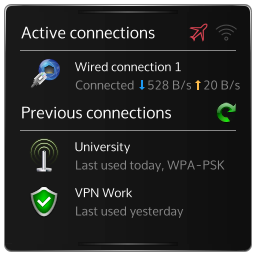 Active connections
Wired connection 1
Connected 528 B/s 20 B/s
Previous connections
University
Last used today, WPA-PSK
VPN Work
Last used yesterday